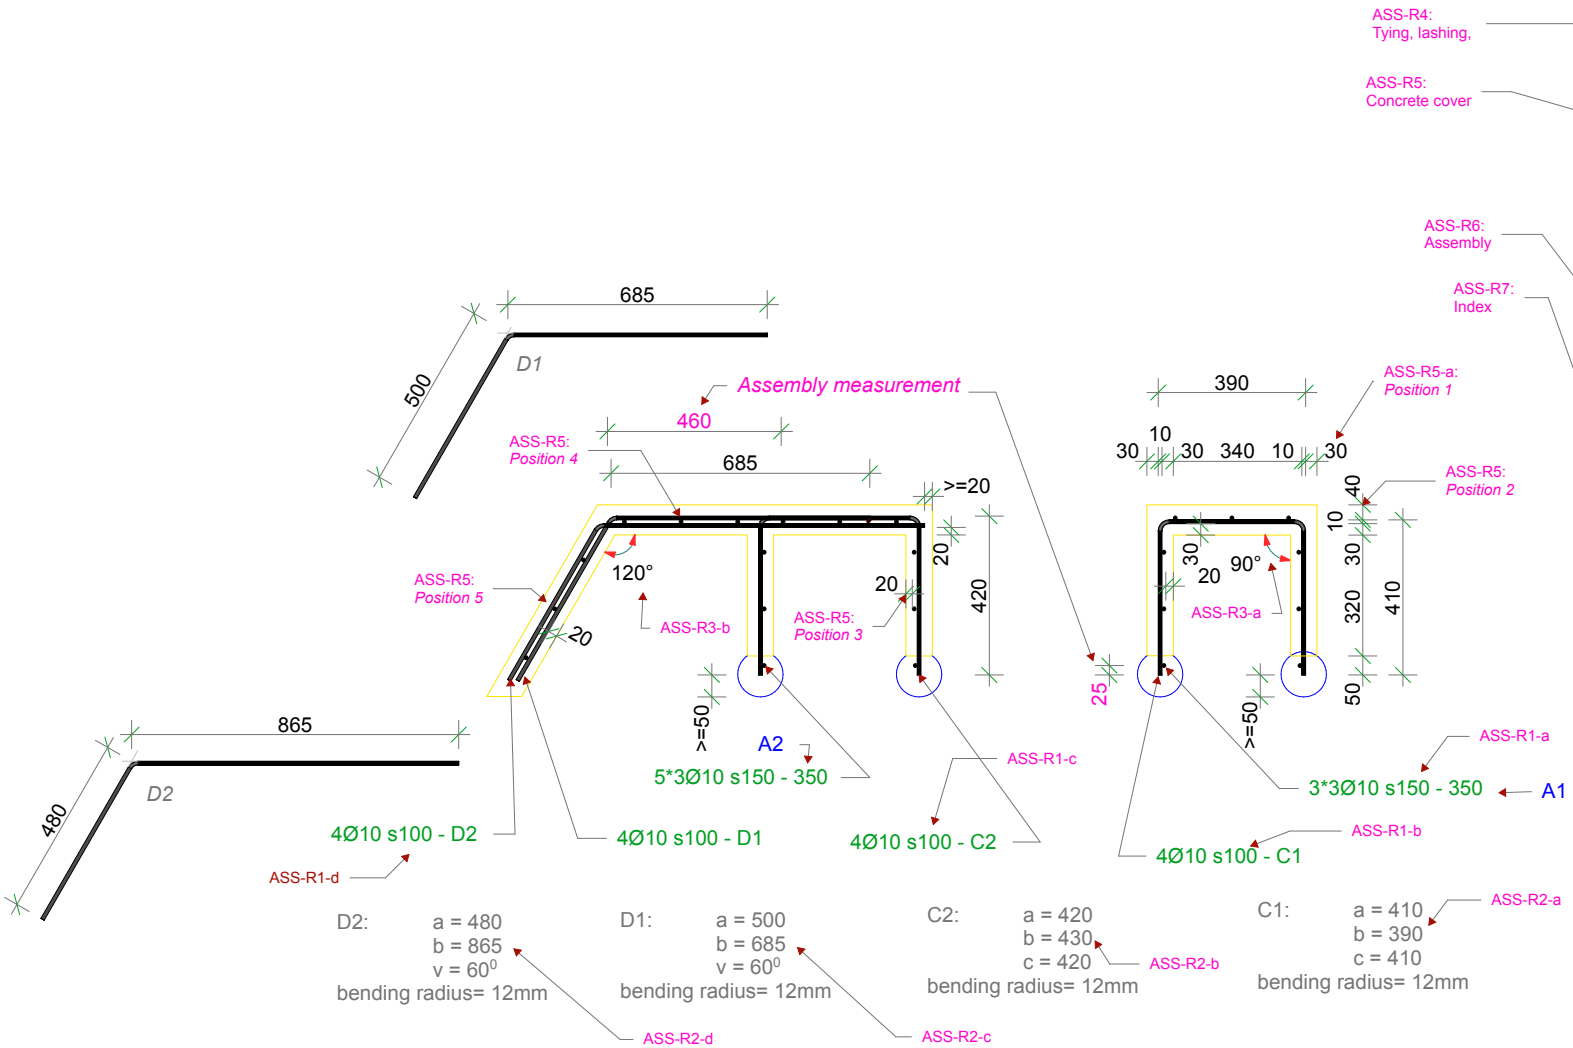 ASS-R4:
Tying, lashing,
ASS-R5:
Concrete cover
ASS-R6:
Assembly
ASS-R7:
Index
685
500
D1
Assembly measurement
460
ASS-R5:
Position 4
685
>=20
390
ASS-R5-a:
Position 1
10
30
30
340
10
30
ASS-R5:
Position 2
40
10
30
320
410
50
120°
20
420
20
ASS-R5:
Position 5
20
ASS-R3-b
ASS-R5:
Position 3
30
20
90°
ASS-R3-a
25
>=50
>=50
A2
5*3Ø10 s150 - 350
ASS-R1-c
ASS-R1-a
3*3Ø10 s150 - 350
A1
865
480
D2
4Ø10 s100 - D2
4Ø10 s100 - D1
4Ø10 s100 - C2
4Ø10 s100 - C1
ASS-R1-b
ASS-R1-d
D2:
a = 480
b = 865
v = 60⁰
bending radius= 12mm
ASS-R2-d
D1:
a = 500
b = 685
v = 60⁰
bending radius= 12mm
ASS-R2-c
C2:
a = 420
b = 430
c = 420
bending radius= 12mm
ASS-R2-b
C1:
a = 410
b = 390
c = 410
bending radius= 12mm
ASS-R2-a